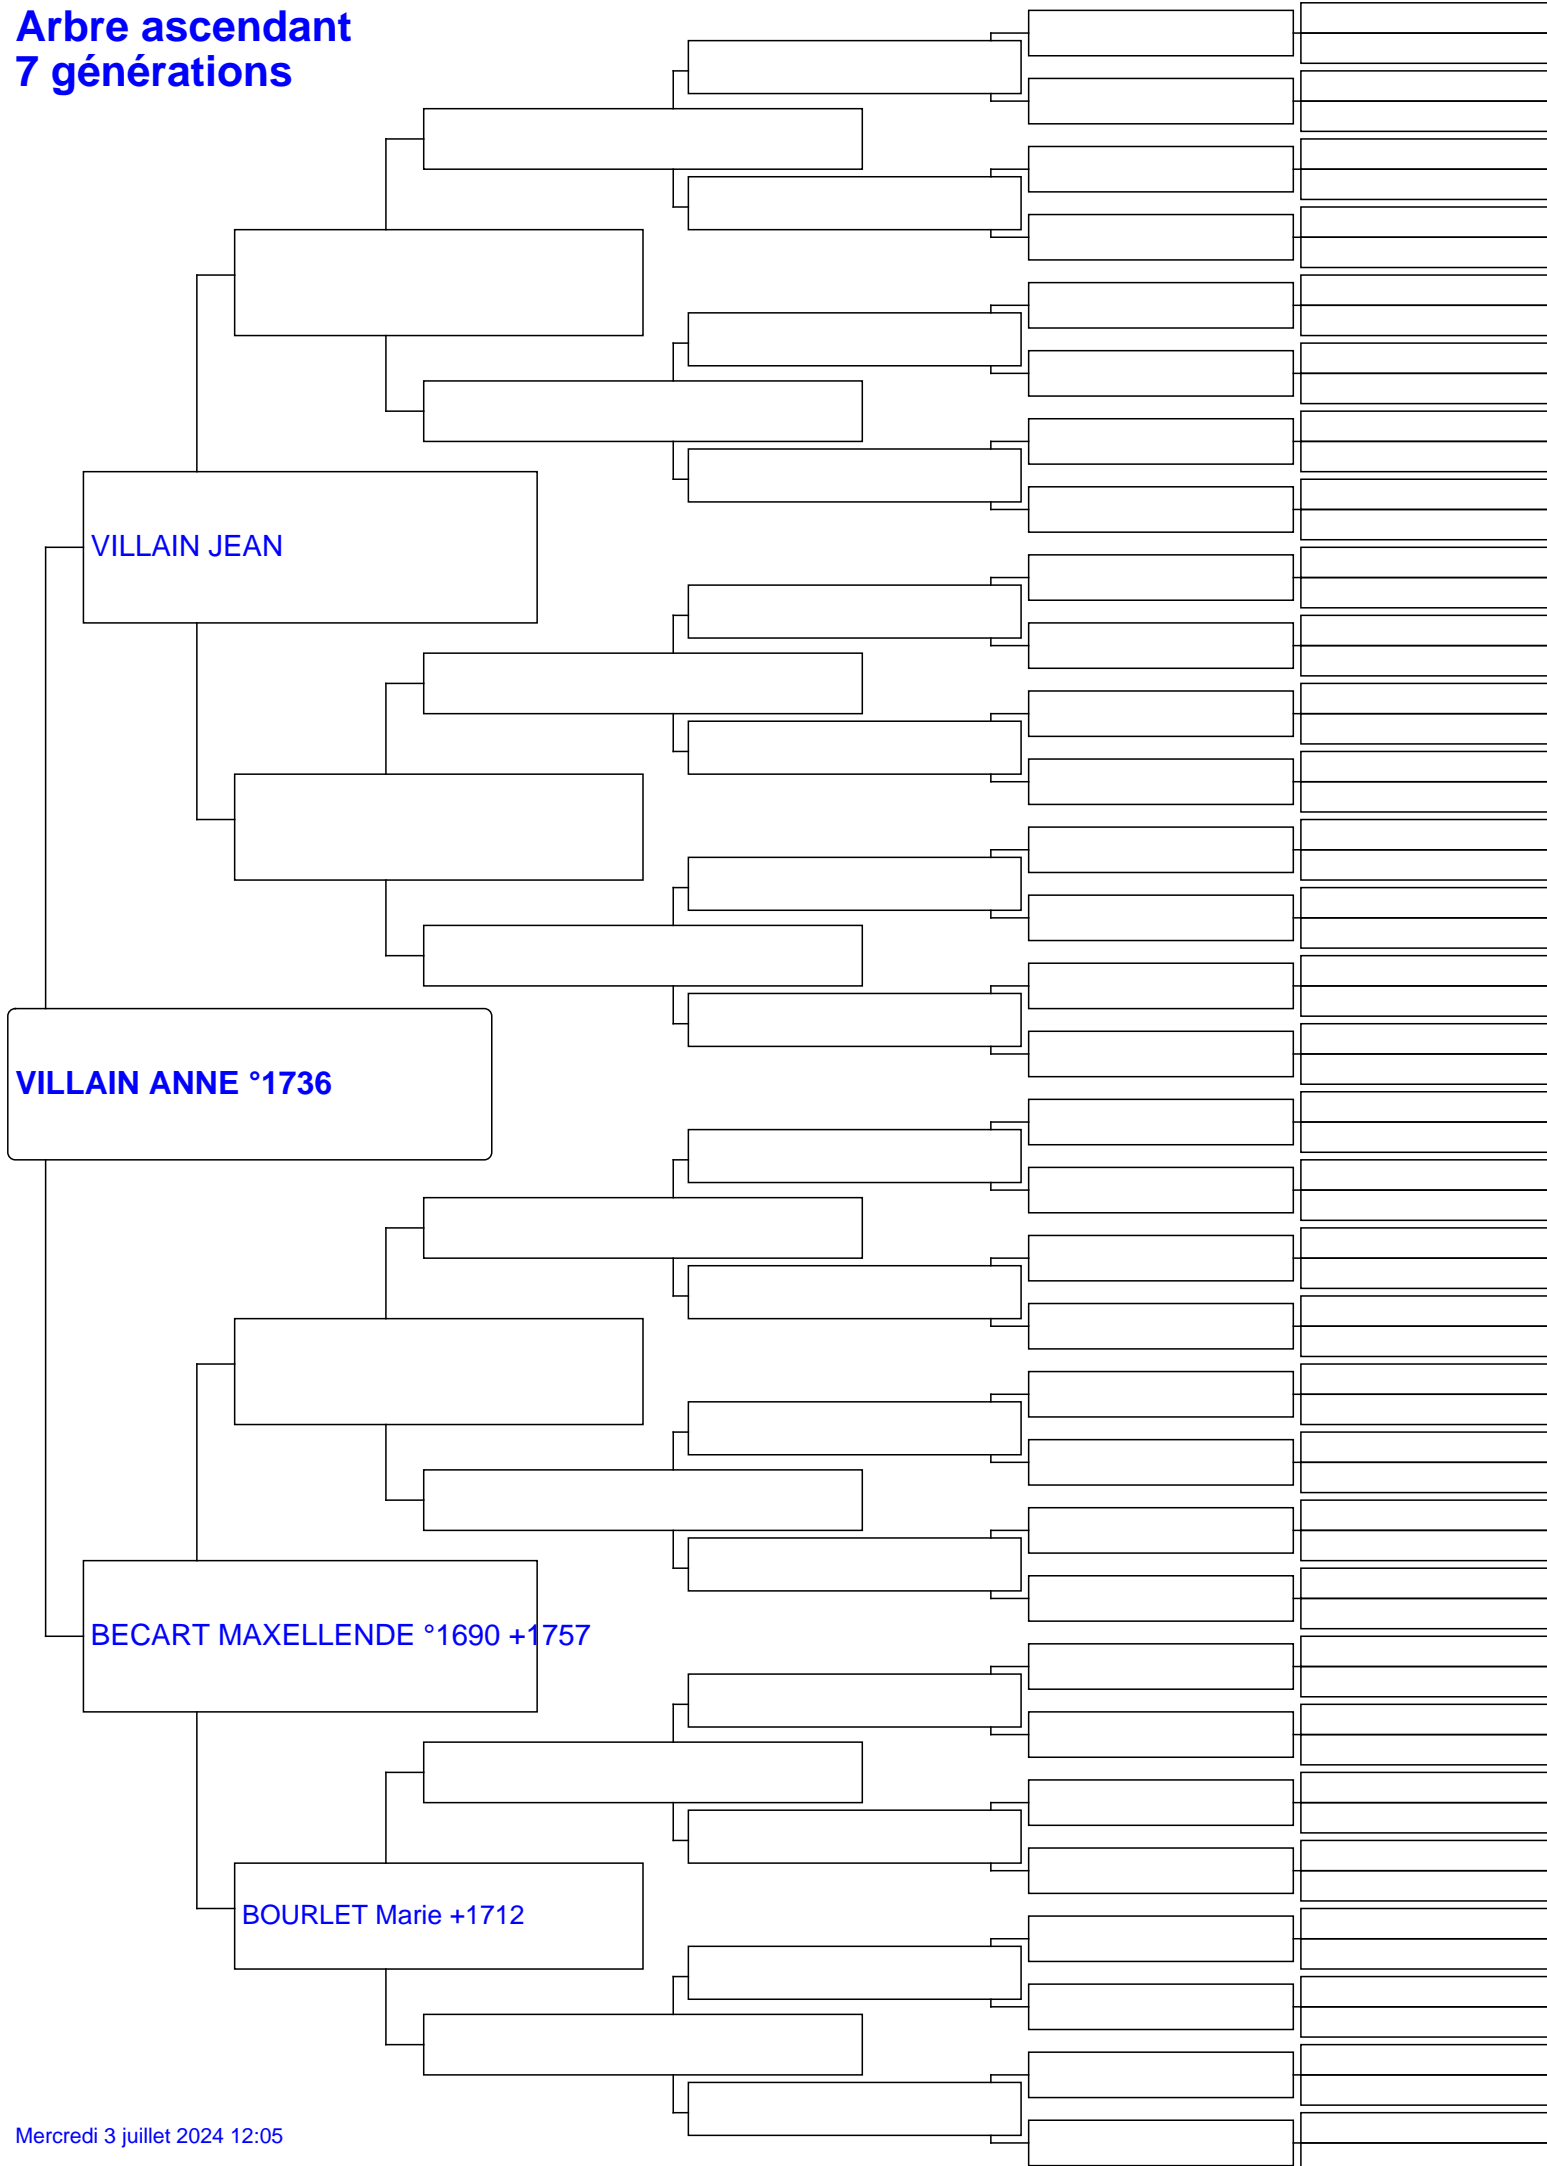 Arbre ascendant
7 générations
VILLAIN JEAN
VILLAIN ANNE °1736
BECART MAXELLENDE °1690 +1757
BOURLET Marie +1712
Mercredi 3 juillet 2024 12:05